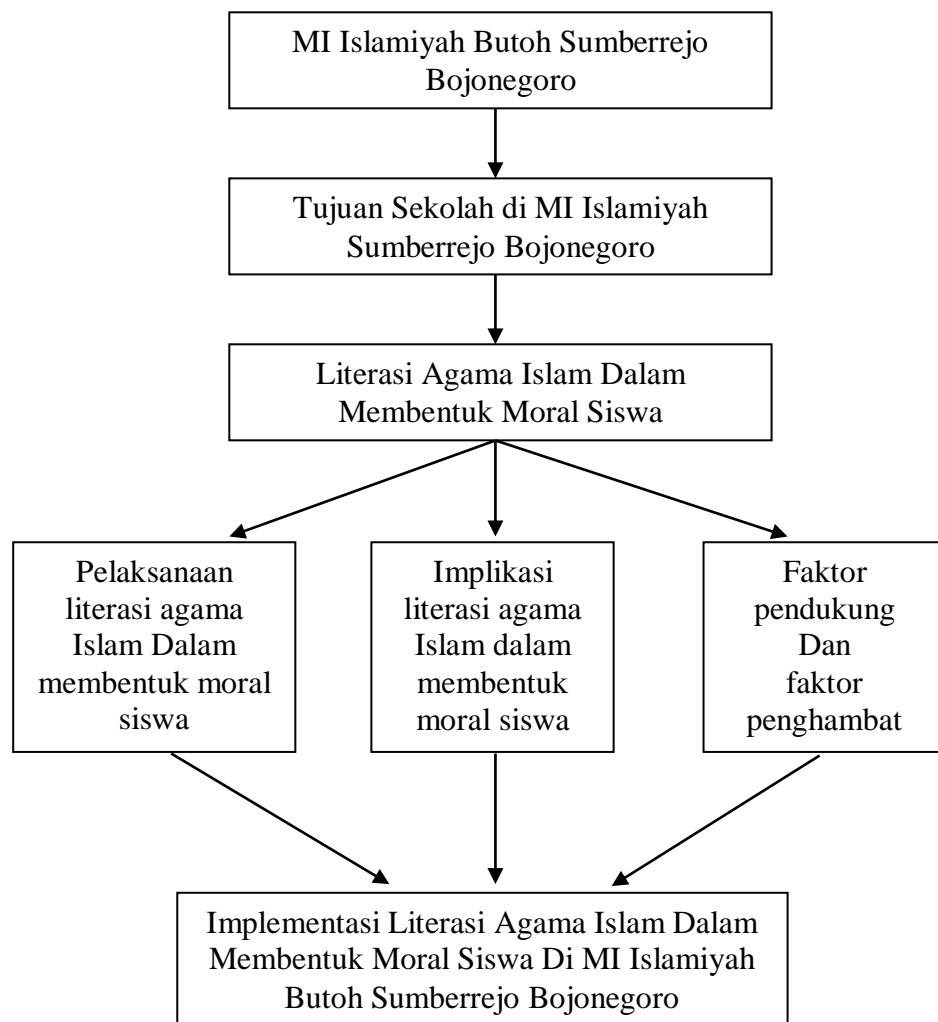 MI Islamiyah Butoh Sumberrejo
Bojonegoro
Tujuan Sekolah di MI Islamiyah
Sumberrejo Bojonegoro
Literasi Agama Islam Dalam
Membentuk Moral Siswa
Pelaksanaan
literasi agama
Islam Dalam
membentuk moral
siswa
Implikasi
literasi agama
Islam dalam
membentuk
moral siswa
Faktor
pendukung
Dan
faktor
penghambat
Implementasi Literasi Agama Islam Dalam
Membentuk Moral Siswa Di MI Islamiyah
Butoh Sumberrejo Bojonegoro